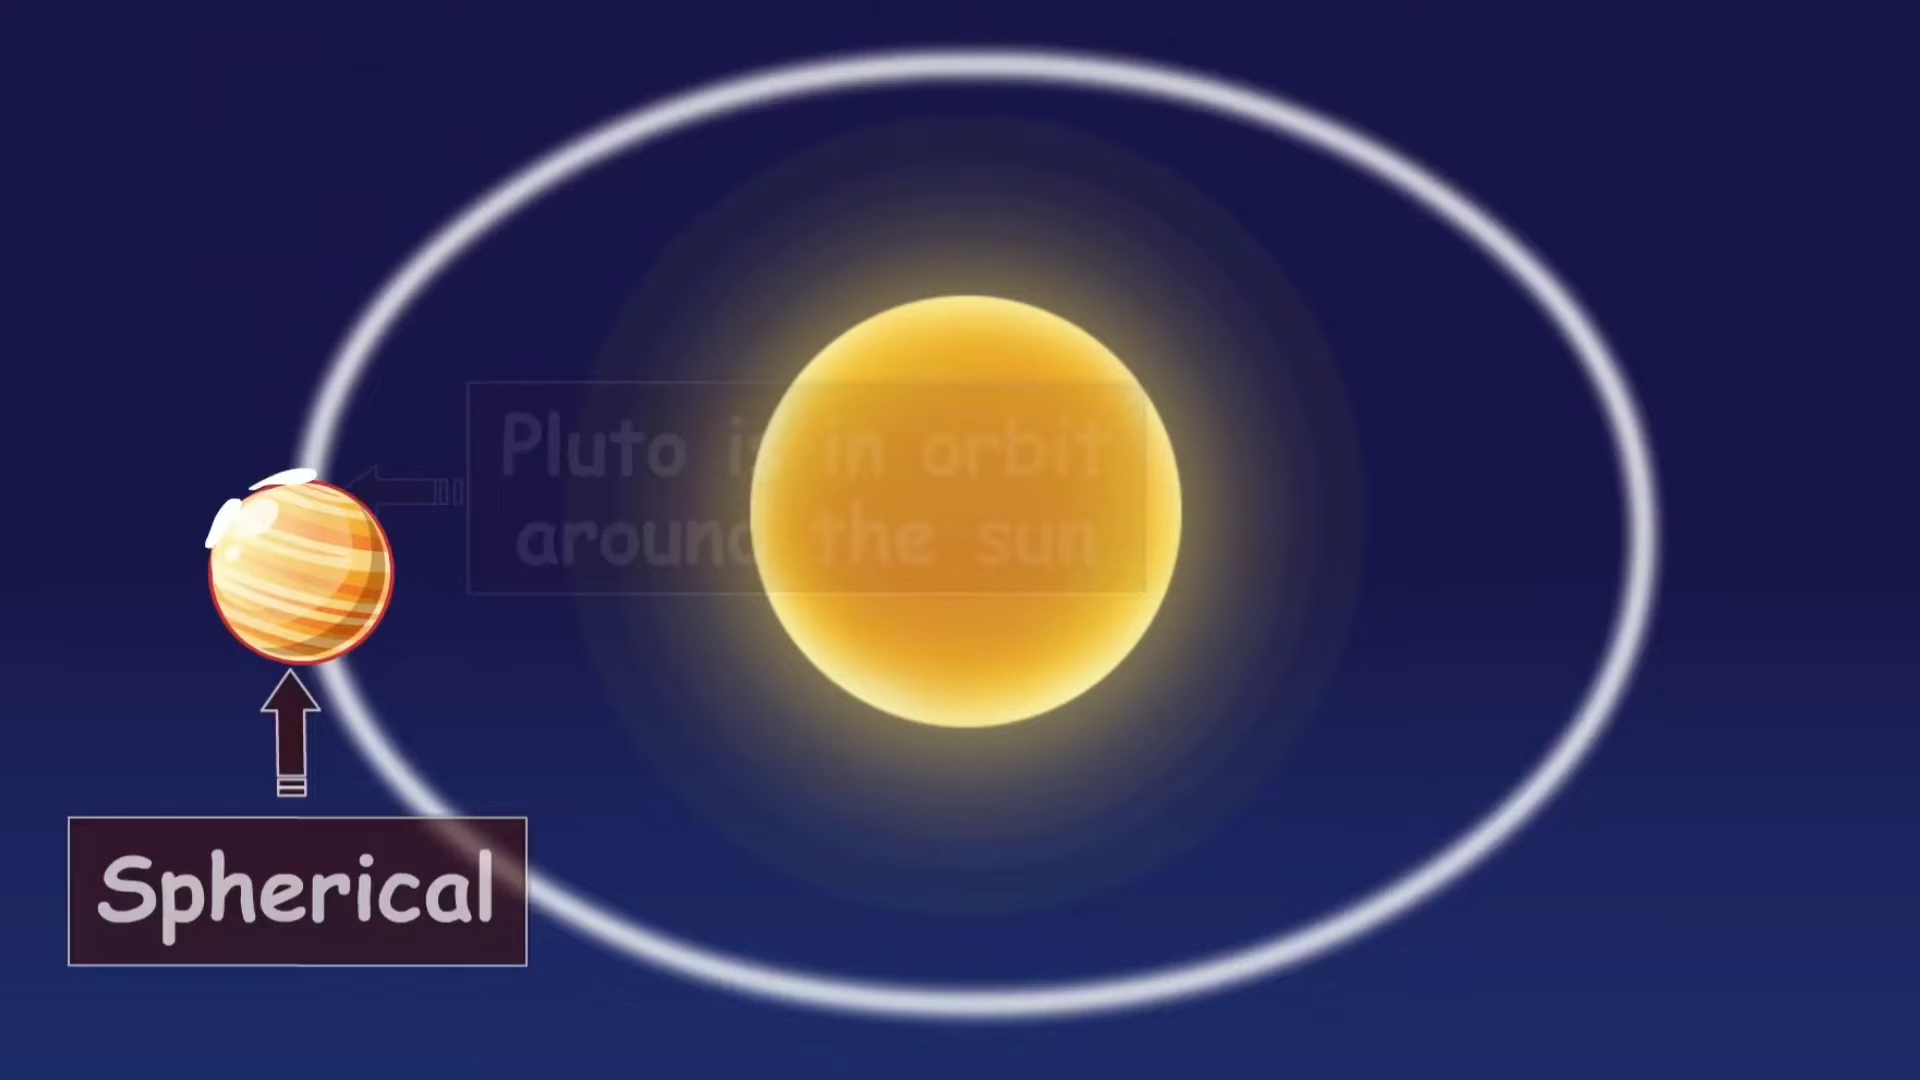 Pluto is in orbit
around the sun
Spherical